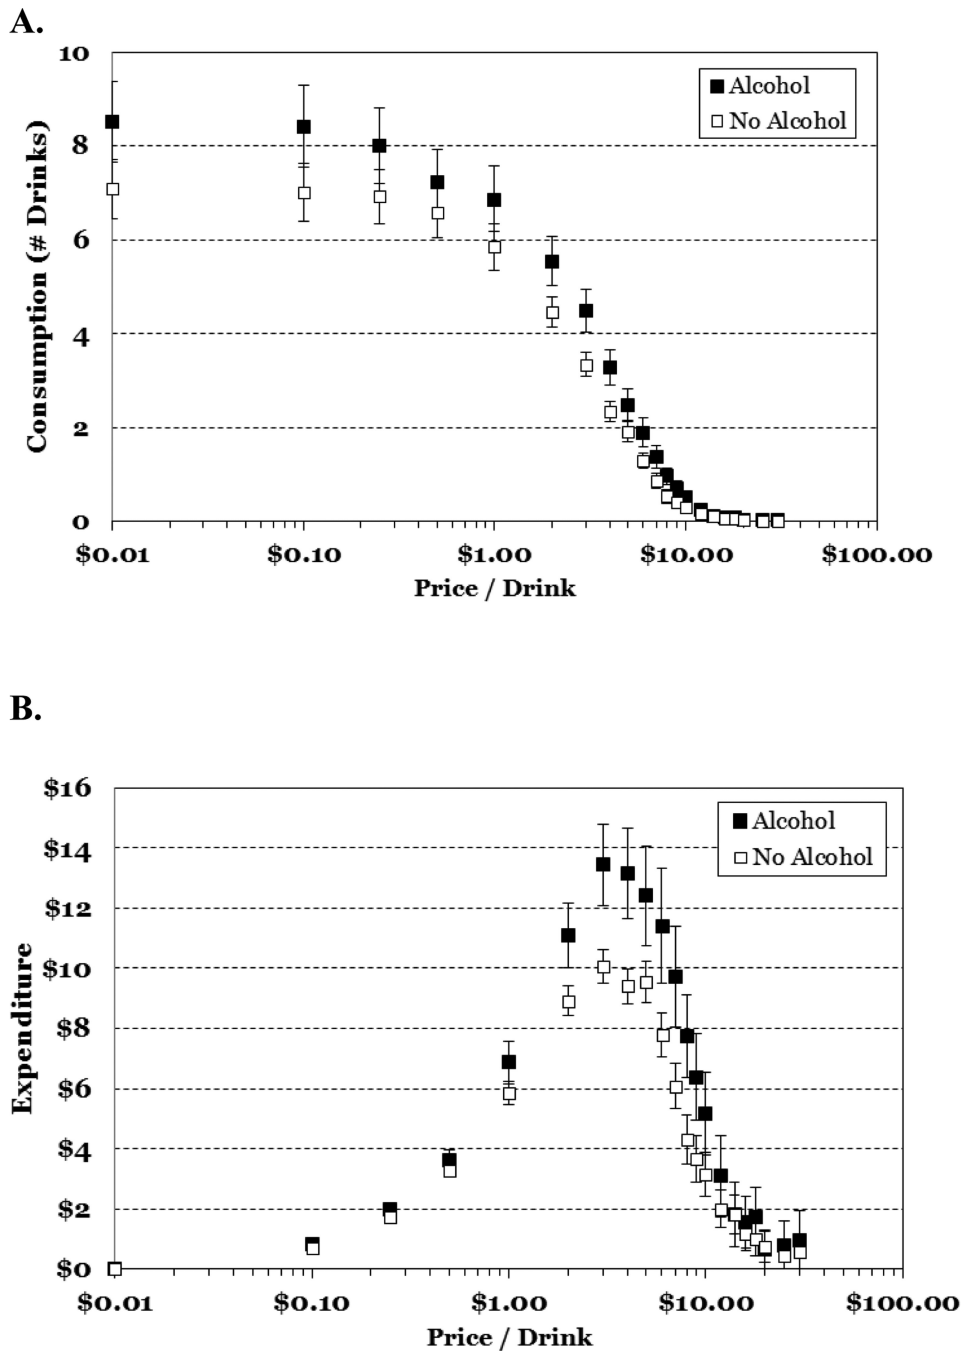 A.
10
8
6
4
2
0
Consumption (# Drinks)
Alcohol
No Alcohol
$0.01 $0.10 $1.00 $10.00 $100.00
Price / Drink
B.
$16
$14
$12
$10
$8
$6
$4
$2
$0
Expenditure
Alcohol
No Alcohol
$0.01 $0.10 $1.00 $10.00 $100.00
Price / Drink